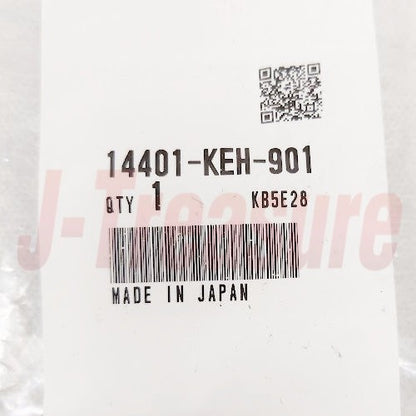 14401-KEH-901
QTY 1 KB5E28
J-Treasure
MADE IN JAPAN